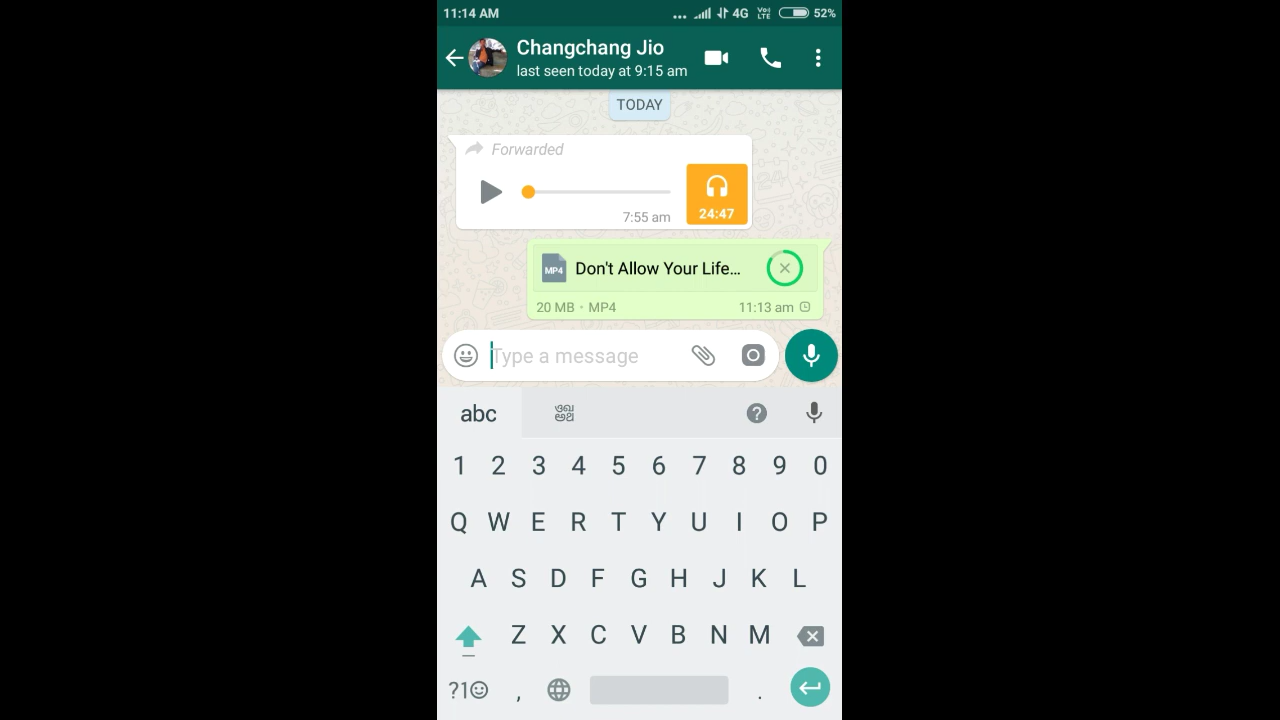 11:14 AM ... 4G VoLTE 52%
Changchang Jio
last seen today at 9:15 am
TODAY
Forwarded
24:47
7:55 am
MP4 Don't Allow Your Life...
20 MB • MP4 11:13 am
Type a message
abc
1 2 3 4 5 6 7 8 9 0
Q W E R T Y U I O P
A S D F G H J K L
Z X C V B N M
?1☺ , .